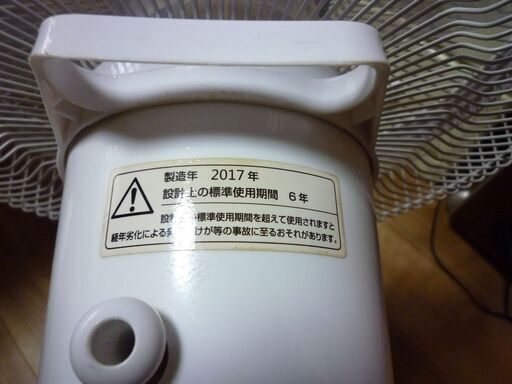 製造年 2017年
設計上の標準使用期間 6年
設計 の標準使用期間を超えて使用されますと
経年劣化による発 けが等の事故に至るおそれがあります。